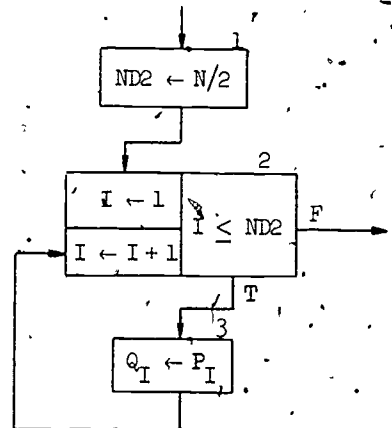 1
ND2 ← N/2
2
I ← 1
I ≤ ND2
F
I ← I + 1
T
3
Q_I ← P_I